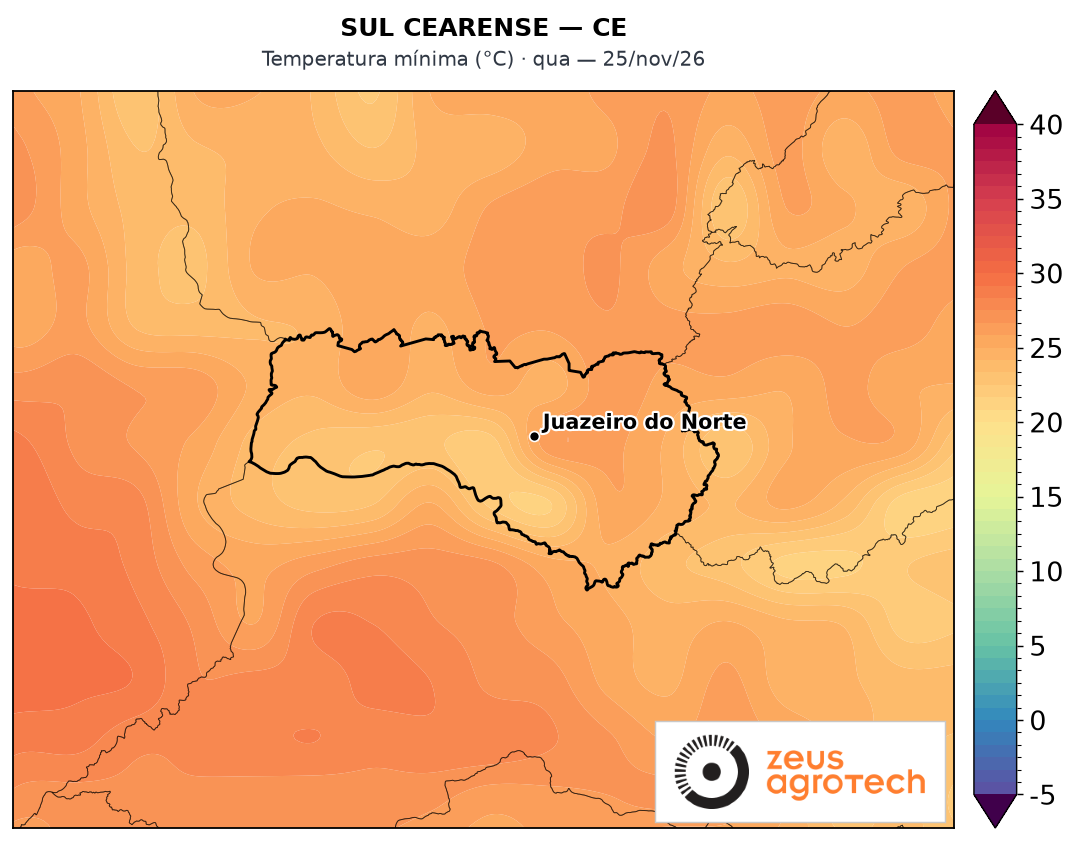 SUL CEARENSE — CE
Temperatura mínima (°C) · qua — 25/nov/26
Juazeiro do Norte
40
35
30
25
20
15
10
5
0
-5
zeus
agrotech